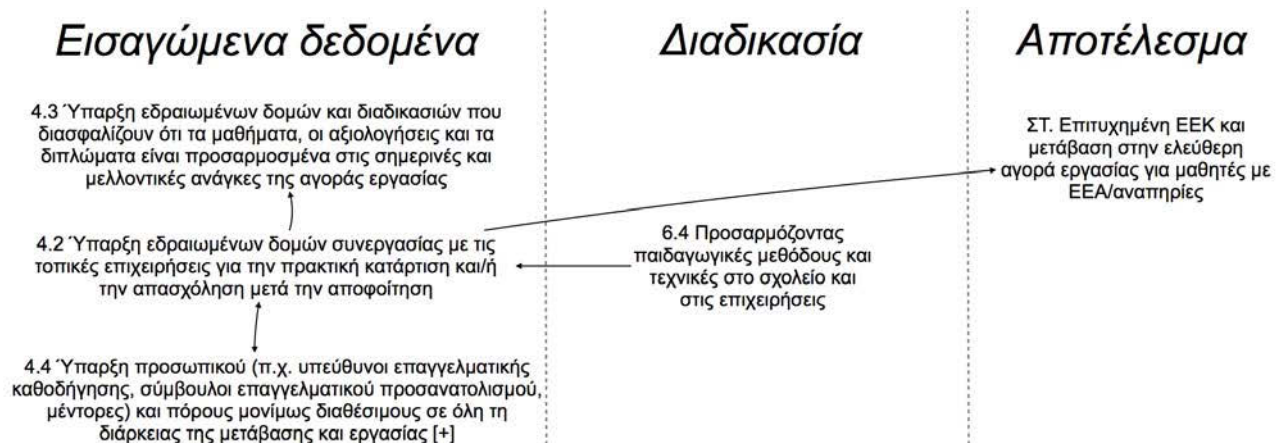 Εισαγώμενα δεδομένα
Διαδικασία
Αποτέλεσμα
4.3 Ύπαρξη εδραιωμένων δομών και διαδικασιών που
διασφαλίζουν ότι τα μαθήματα, οι αξιολογήσεις και τα
διπλώματα είναι προσαρμοσμένα στις σημερινές και
μελλοντικές ανάγκες της αγοράς εργασίας
ΣΤ. Επιτυχημένη ΕΕΚ και
μετάβαση στην ελεύθερη
αγορά εργασίας για μαθητές με
ΕΕΑ/αναπηρίες
4.2 Ύπαρξη εδραιωμένων δομών συνεργασίας με τις
τοπικές επιχειρήσεις για την πρακτική κατάρτιση και/ή
την απασχόληση μετά την αποφοίτηση
6.4 Προσαρμόζοντας
παιδαγωγικές μεθόδους και
τεχνικές στο σχολείο και
στις επιχειρήσεις
4.4 Ύπαρξη προσωπικού (π.χ. υπεύθυνοι επαγγελματικής
καθοδήγησης, σύμβουλοι επαγγελματικού προσανατολισμού,
μέντορες) και πόρους μονίμως διαθέσιμους σε όλη τη
διάρκειας της μετάβασης και εργασίας [+]